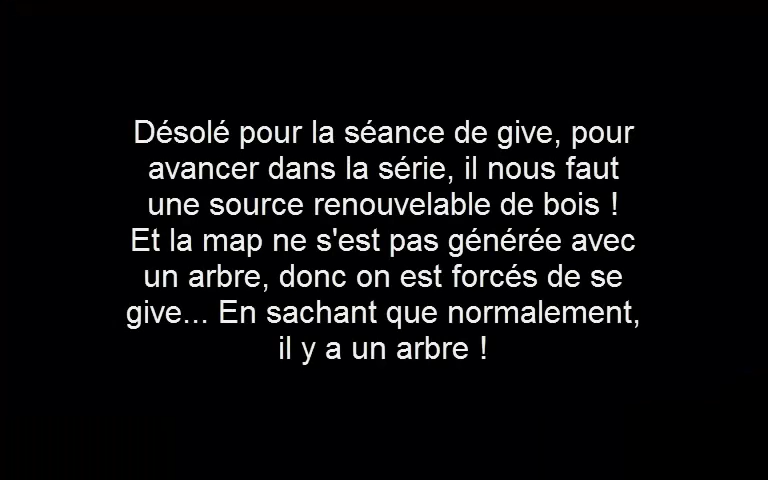 Désolé pour la séance de give, pour
avancer dans la série, il nous faut
une source renouvelable de bois !
Et la map ne s'est pas générée avec
un arbre, donc on est forcés de se
give... En sachant que normalement,
il y a un arbre !